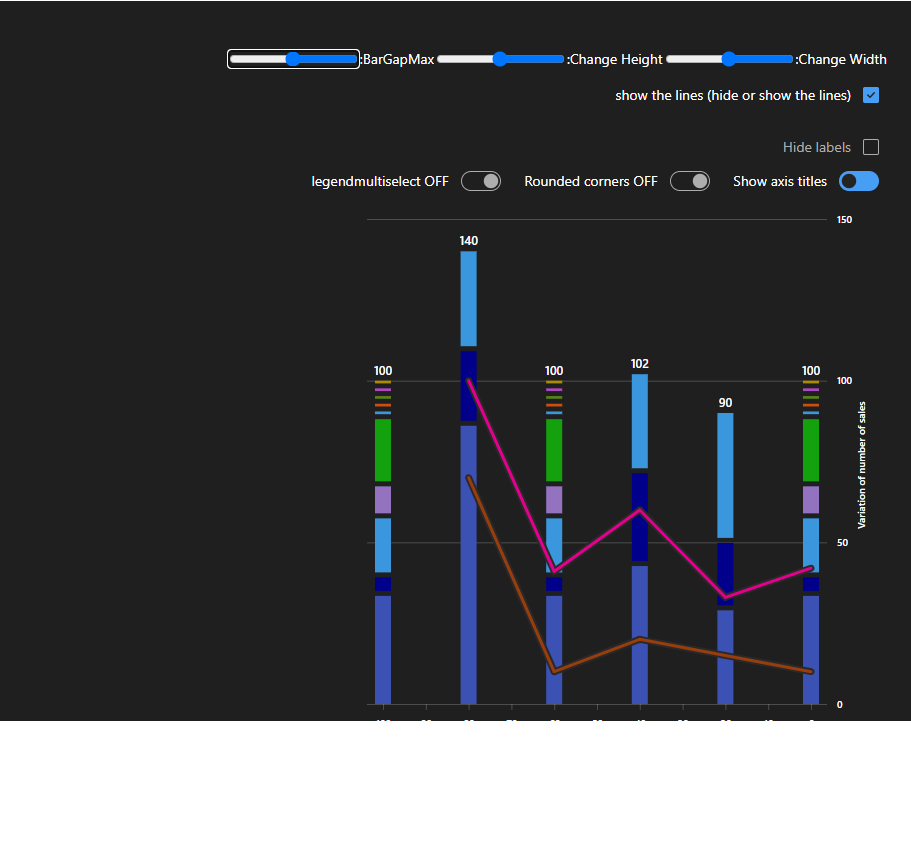 :BarGapMax :Change Height :Change Width
show the lines (hide or show the lines)
Hide labels
legendmultiselect OFF Rounded corners OFF Show axis titles
150
140
102
100 100 100
100
90
Variation of number of sales
50
0